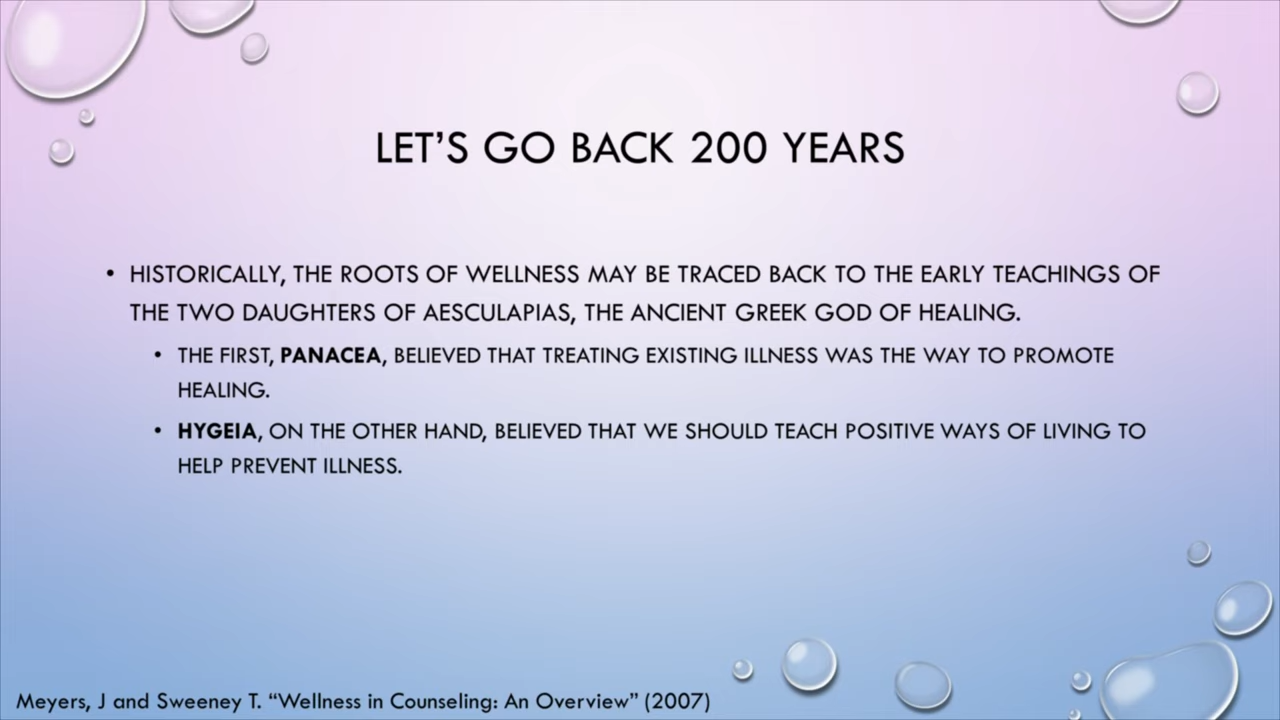 LET'S GO BACK 200 YEARS
• HISTORICALLY, THE ROOTS OF WELLNESS MAY BE TRACED BACK TO THE EARLY TEACHINGS OF
THE TWO DAUGHTERS OF AESCULAPIAS, THE ANCIENT GREEK GOD OF HEALING.
• THE FIRST, PANACEA, BELIEVED THAT TREATING EXISTING ILLNESS WAS THE WAY TO PROMOTE
HEALING.
• HYGEIA, ON THE OTHER HAND, BELIEVED THAT WE SHOULD TEACH POSITIVE WAYS OF LIVING TO
HELP PREVENT ILLNESS.
Meyers, J and Sweeney T. “Wellness in Counseling: An Overview” (2007)